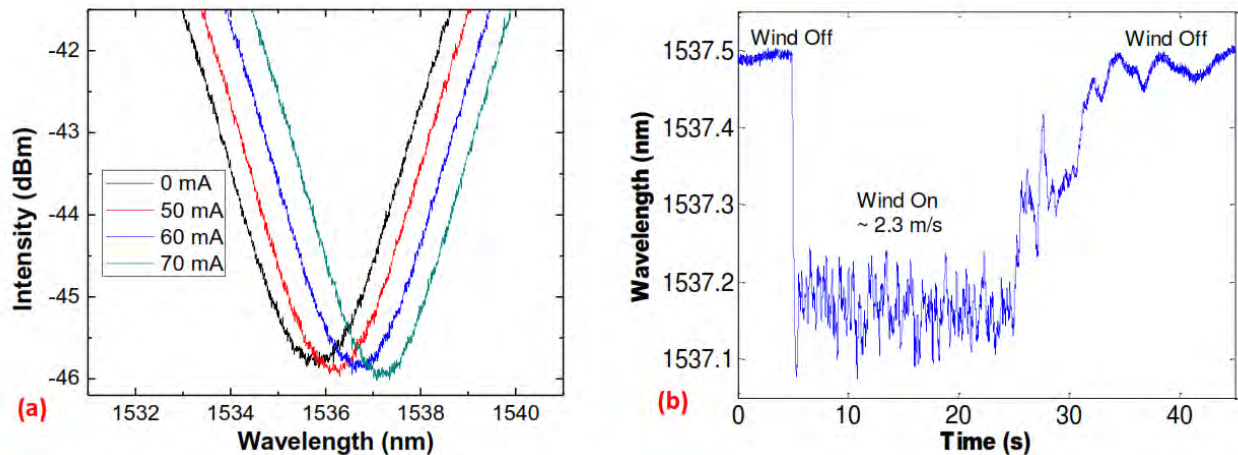 -42
-43
-44
-45
-46
Intensity (dBm)
0 mA
50 mA
60 mA
70 mA
1532 1534 1536 1538 1540
Wavelength (nm)
(a)
1537.5
1537.4
1537.3
1537.2
1537.1
Wavelength (nm)
Wind Off
Wind Off
Wind On
~ 2.3 m/s
0 10 20 30 40
Time (s)
(b)